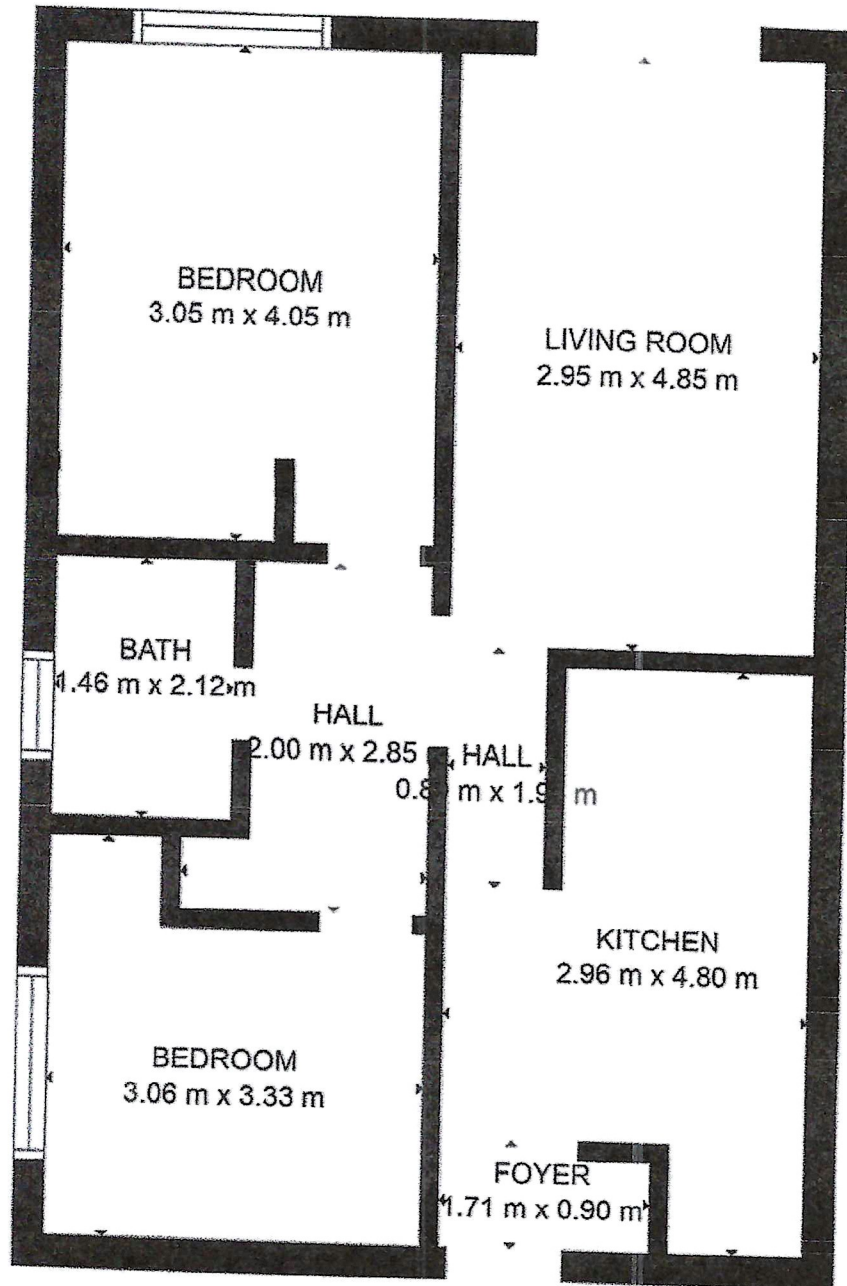 BEDROOM
3.05 m x 4.05 m
LIVING ROOM
2.95 m x 4.85 m
BATH
1.46 m x 2.12 m
HALL
2.00 m x 2.85
HALL
m x m
KITCHEN
2.96 m x 4.80 m
BEDROOM
3.06 m x 3.33 m
FOYER
1.71 m x 0.90 m